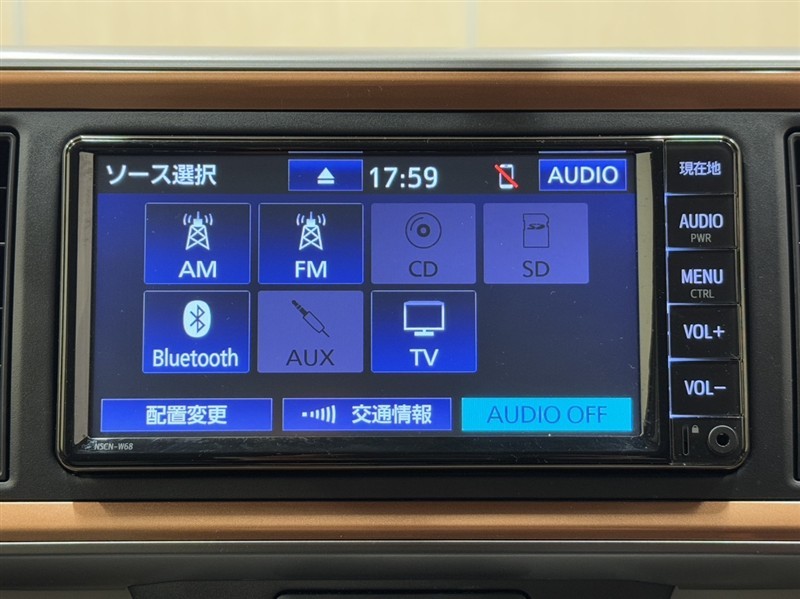 ソース選択 17:59 AUDIO
AM FM CD SD
Bluetooth AUX TV
配置変更 交通情報 AUDIO OFF
NSCN-W68
現在地
AUDIO
PWR
MENU
CTRL
VOL+
VOL−